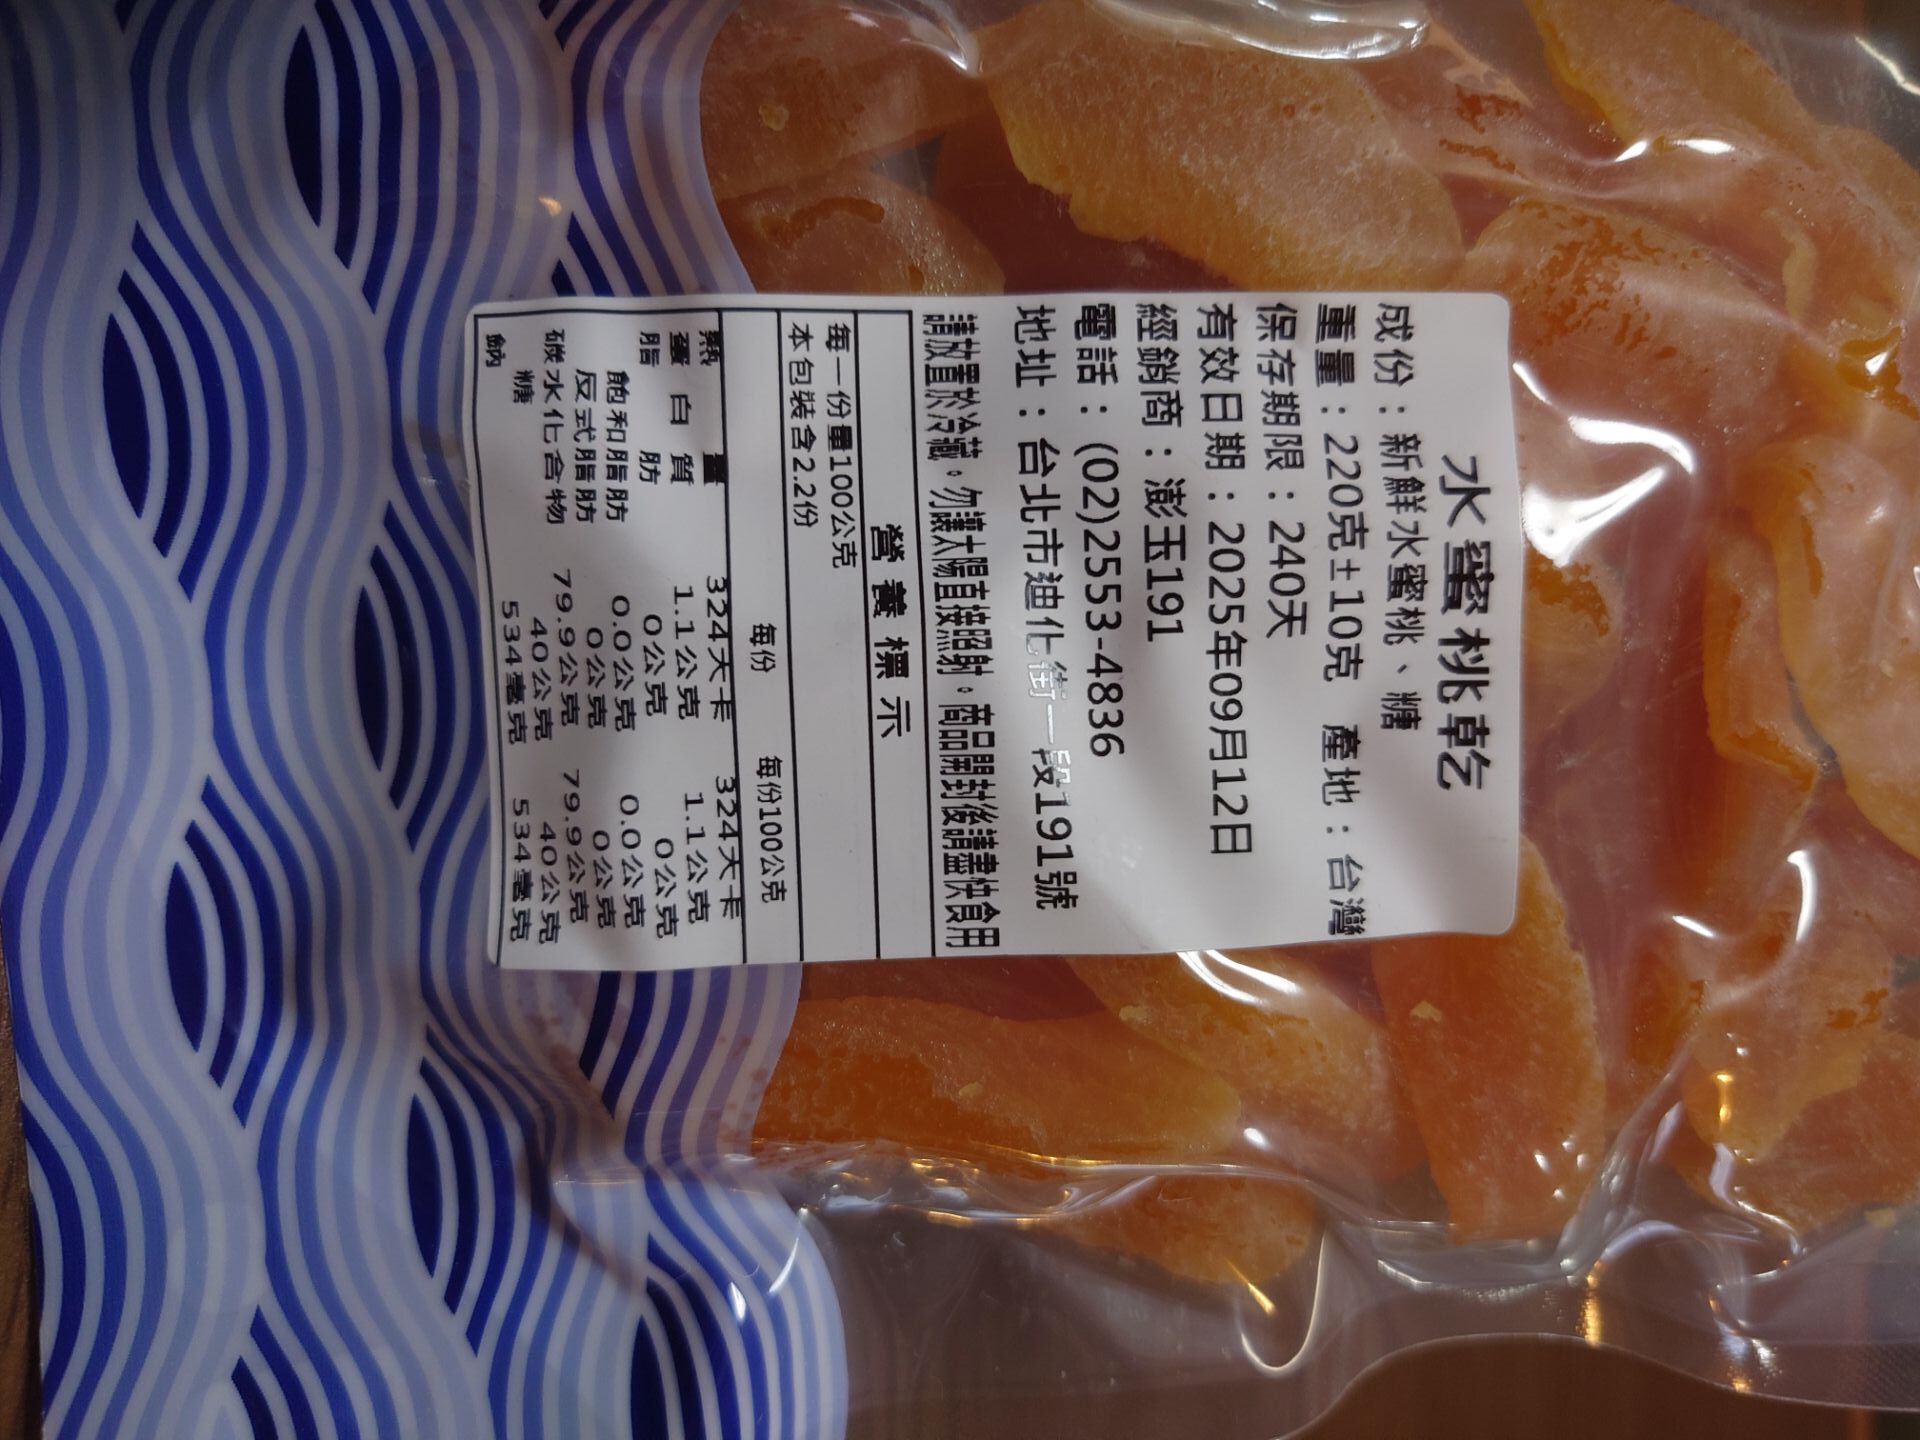 水蜜桃乾
成份：新鮮水蜜桃、糖
重量：220克±10克 產地：台灣
保存期限：240天
有效日期：2025年09月12日
經銷商：澎玉191
電話：(02)2553-4836
地址：台北市迪化街一段191號
請放置於冷藏。勿讓太陽直接照射。商品開封後請盡快食用
營養標示
每一份量100公克
本包裝含2.2份
每份 每份100公克
熱量 324大卡 324大卡
蛋白質 1.1公克 1.1公克
脂肪 0公克 0公克
飽和脂肪 0.0公克 0.0公克
反式脂肪 0公克 0公克
碳水化合物 79.9公克 79.9公克
糖 40公克 40公克
鈉 534毫克 534毫克